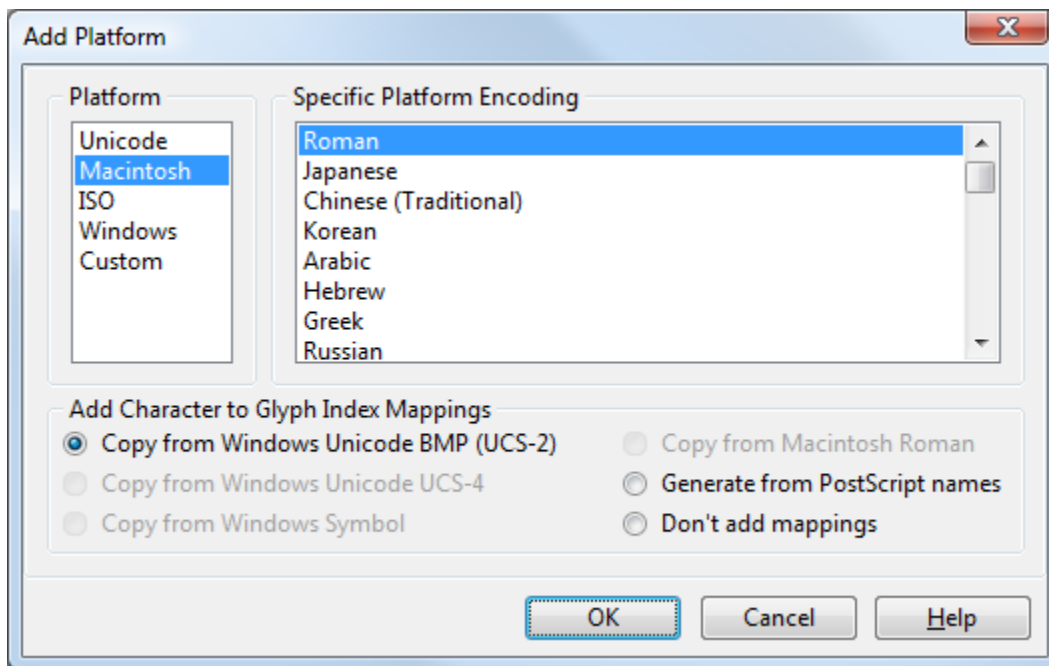 Add Platform
Platform
Unicode
Macintosh
ISO
Windows
Custom
Specific Platform Encoding
Roman
Japanese
Chinese (Traditional)
Korean
Arabic
Hebrew
Greek
Russian
Add Character to Glyph Index Mappings
Copy from Windows Unicode BMP (UCS-2)
Copy from Windows Unicode UCS-4
Copy from Windows Symbol
Copy from Macintosh Roman
Generate from PostScript names
Don't add mappings
OK
Cancel
Help